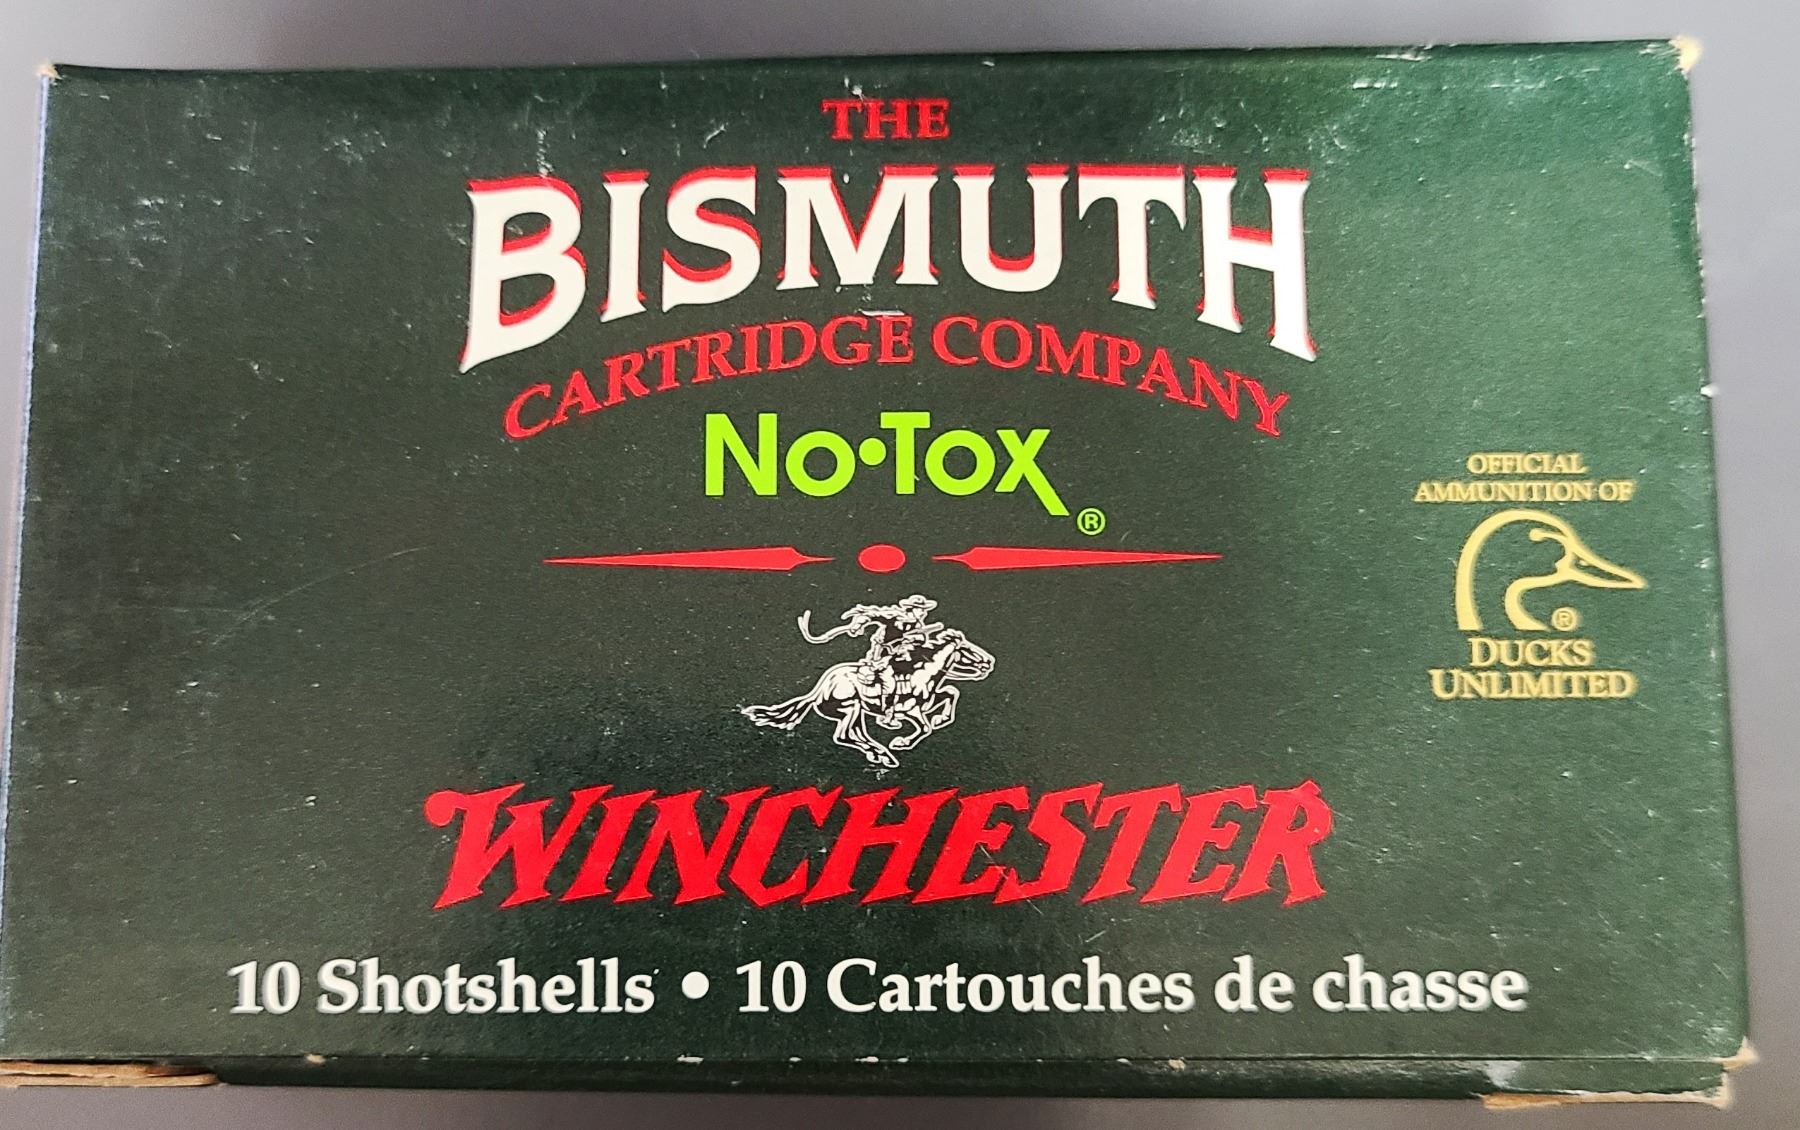 THE
BISMUTH
CARTRIDGE COMPANY
No•Tox®
OFFICIAL
AMMUNITION OF
®
DUCKS
UNLIMITED
WINCHESTER
10 Shotshells • 10 Cartouches de chasse